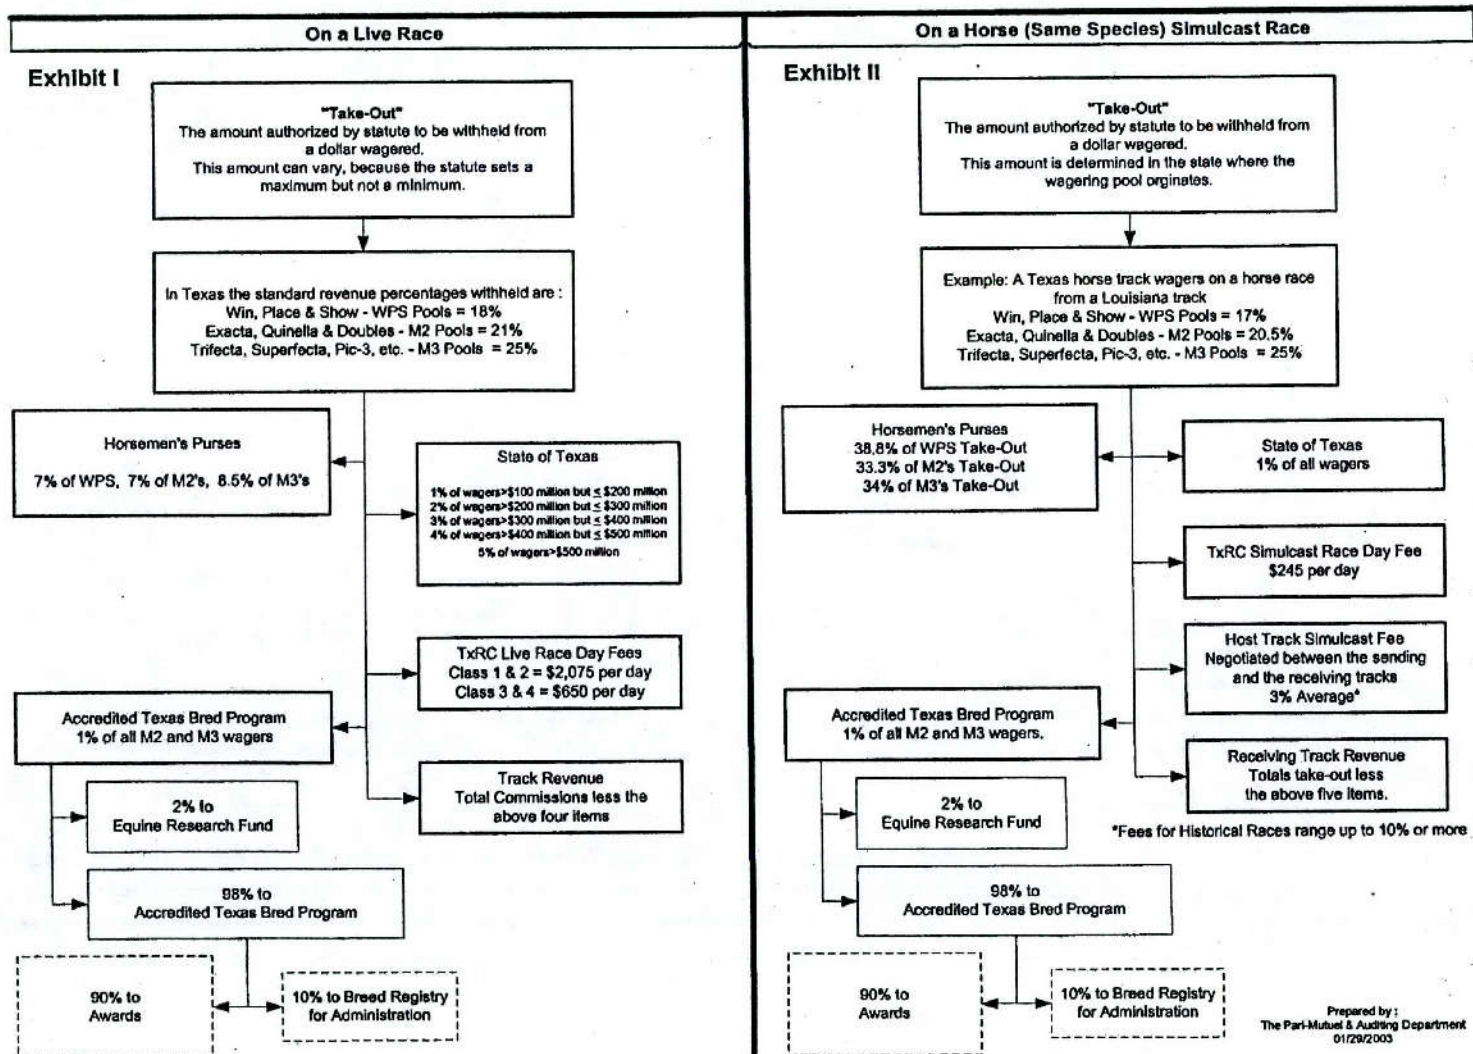 On a Live Race
Exhibit I
"Take-Out"
The amount authorized by statute to be withheld from
a dollar wagered.
This amount can vary, because the statute sets a
maximum but not a minimum.
In Texas the standard revenue percentages withheld are :
Win, Place & Show - WPS Pools = 18%
Exacta, Quinella & Doubles - M2 Pools = 21%
Trifecta, Superfecta, Pic-3, etc. - M3 Pools = 25%
Horsemen's Purses
7% of WPS, 7% of M2's, 8.5% of M3's
State of Texas
1% of wagers>$100 million but ≤ $200 million
2% of wagers>$200 million but ≤ $300 million
3% of wagers>$300 million but ≤ $400 million
4% of wagers>$400 million but ≤ $500 million
5% of wagers>$500 million
TxRC Live Race Day Fees
Class 1 & 2 = $2,075 per day
Class 3 & 4 = $650 per day
Accredited Texas Bred Program
1% of all M2 and M3 wagers
Track Revenue
Total Commissions less the
above four items
2% to
Equine Research Fund
98% to
Accredited Texas Bred Program
90% to
Awards
10% to Breed Registry
for Administration
On a Horse (Same Species) Simulcast Race
Exhibit II
"Take-Out"
The amount authorized by statute to be withheld from
a dollar wagered.
This amount is determined in the state where the
wagering pool orginates.
Example: A Texas horse track wagers on a horse race
from a Louisiana track
Win, Place & Show - WPS Pools = 17%
Exacta, Quinella & Doubles - M2 Pools = 20.5%
Trifecta, Superfecta, Pic-3, etc. - M3 Pools = 25%
Horsemen's Purses
38.8% of WPS Take-Out
33.3% of M2's Take-Out
34% of M3's Take-Out
State of Texas
1% of all wagers
TxRC Simulcast Race Day Fee
$245 per day
Host Track Simulcast Fee
Negotiated between the sending
and the receiving tracks
3% Average*
Accredited Texas Bred Program
1% of all M2 and M3 wagers.
Receiving Track Revenue
Totals take-out less
the above five items.
*Fees for Historical Races range up to 10% or more
2% to
Equine Research Fund
98% to
Accredited Texas Bred Program
90% to
Awards
10% to Breed Registry
for Administration
Prepared by :
The Pari-Mutuel & Auditing Department
01/29/2003